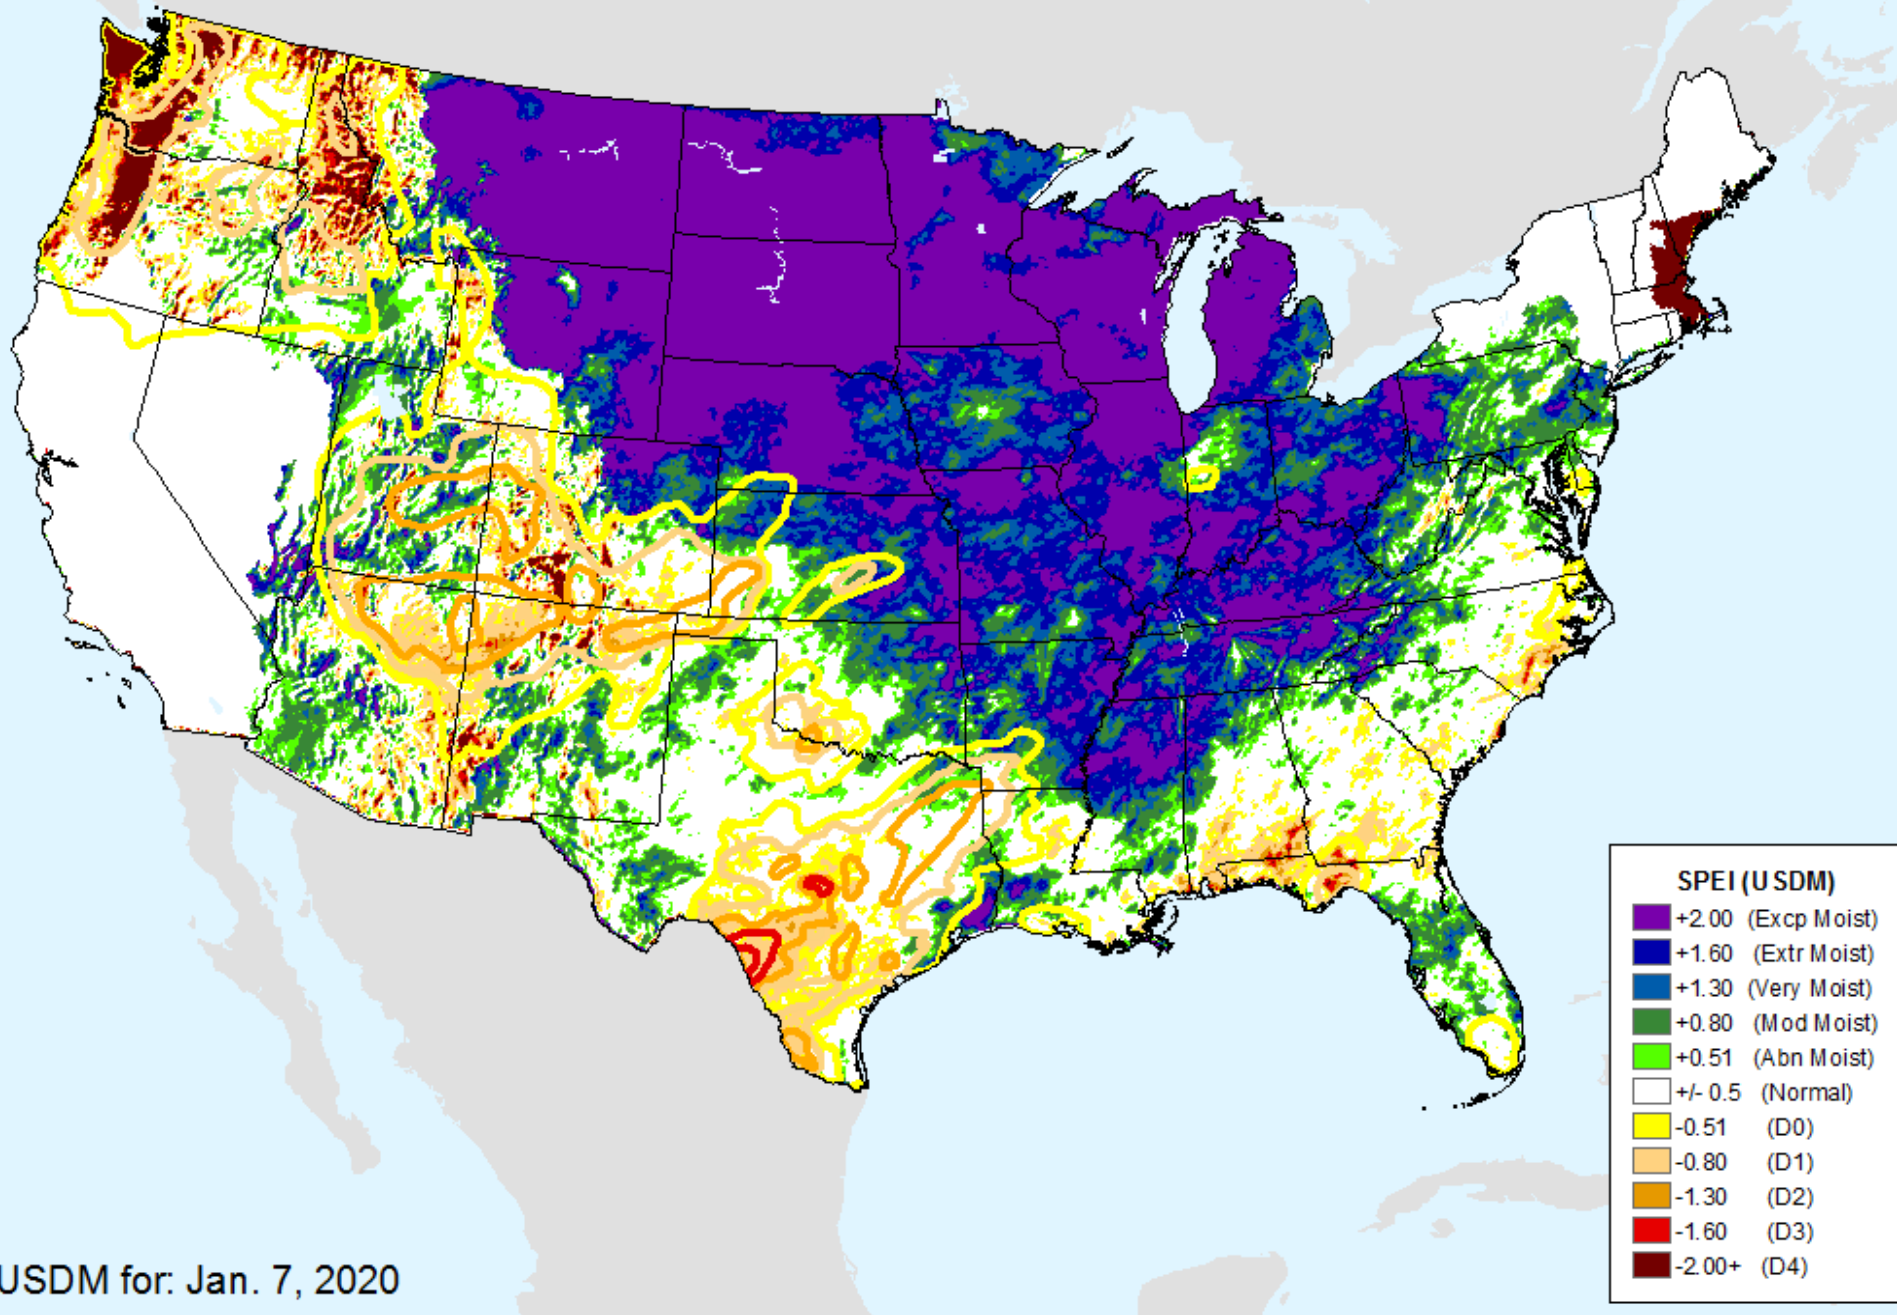 SPEI (USDM)
+2.00 (Excp Moist)
+1.60 (Extr Moist)
+1.30 (Very Moist)
+0.80 (Mod Moist)
+0.51 (Abn Moist)
+/- 0.5 (Normal)
-0.51 (D0)
-0.80 (D1)
-1.30 (D2)
-1.60 (D3)
-2.00+ (D4)
USDM for: Jan. 7, 2020